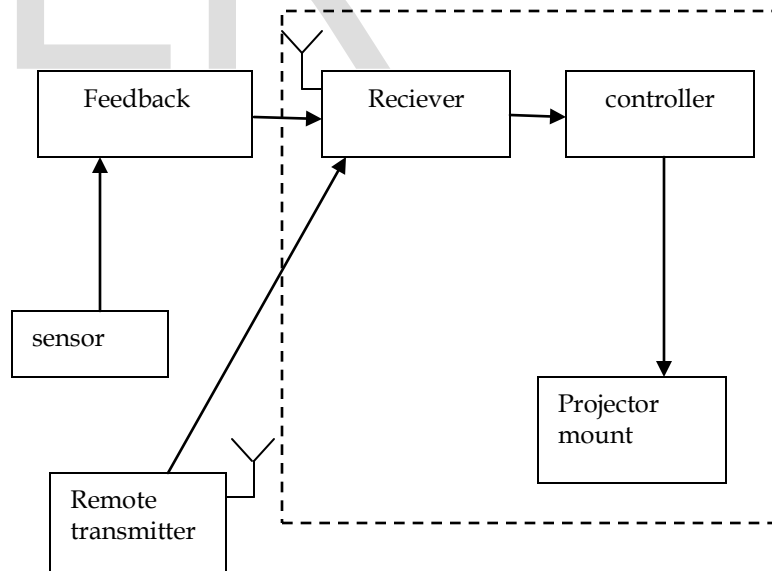 Feedback
Reciever
controller
sensor
Projector
mount
Remote
transmitter